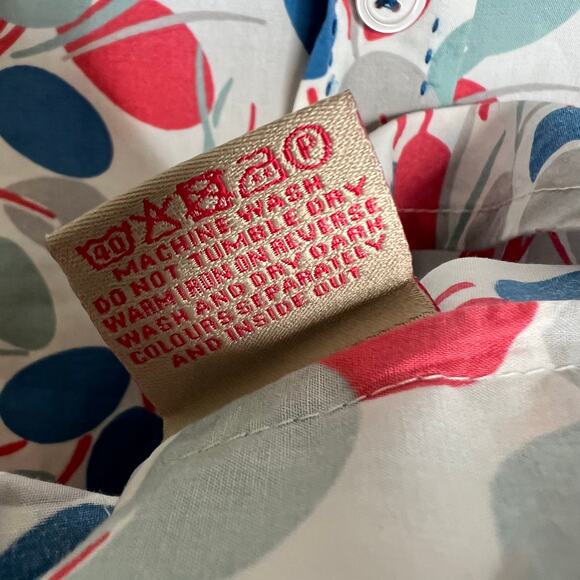 40 P
MACHINE WASH
DO NOT TUMBLE DRY
WARM IRON ON REVERSE
WASH AND DRY DARK
COLOURS SEPARATELY
AND INSIDE OUT